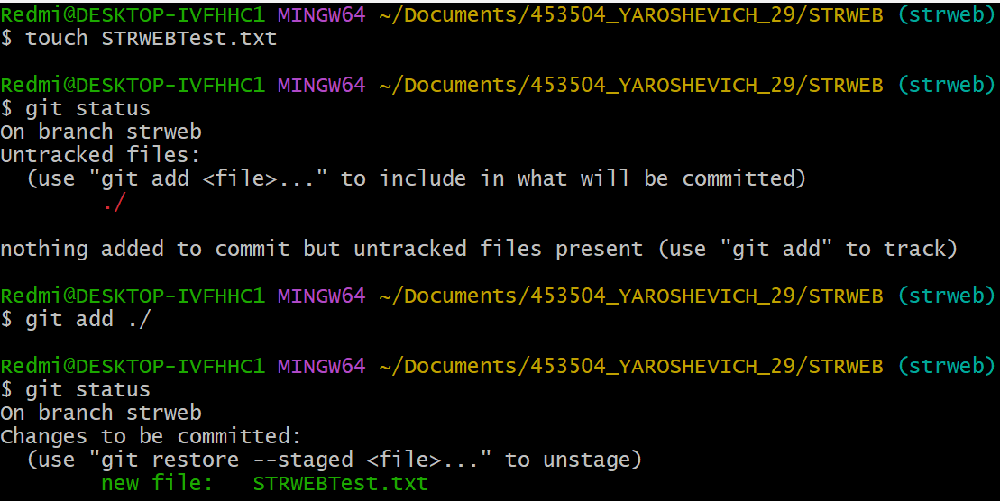 Redmi@DESKTOP-IVFHHC1 MINGW64 ~/Documents/453504_YAROSHEVICH_29/STRWEB (strweb)
$ touch STRWEBTest.txt
Redmi@DESKTOP-IVFHHC1 MINGW64 ~/Documents/453504_YAROSHEVICH_29/STRWEB (strweb)
$ git status
On branch strweb
Untracked files:
  (use "git add <file>..." to include in what will be committed)
        ./
nothing added to commit but untracked files present (use "git add" to track)
Redmi@DESKTOP-IVFHHC1 MINGW64 ~/Documents/453504_YAROSHEVICH_29/STRWEB (strweb)
$ git add ./
Redmi@DESKTOP-IVFHHC1 MINGW64 ~/Documents/453504_YAROSHEVICH_29/STRWEB (strweb)
$ git status
On branch strweb
Changes to be committed:
  (use "git restore --staged <file>..." to unstage)
        new file:   STRWEBTest.txt